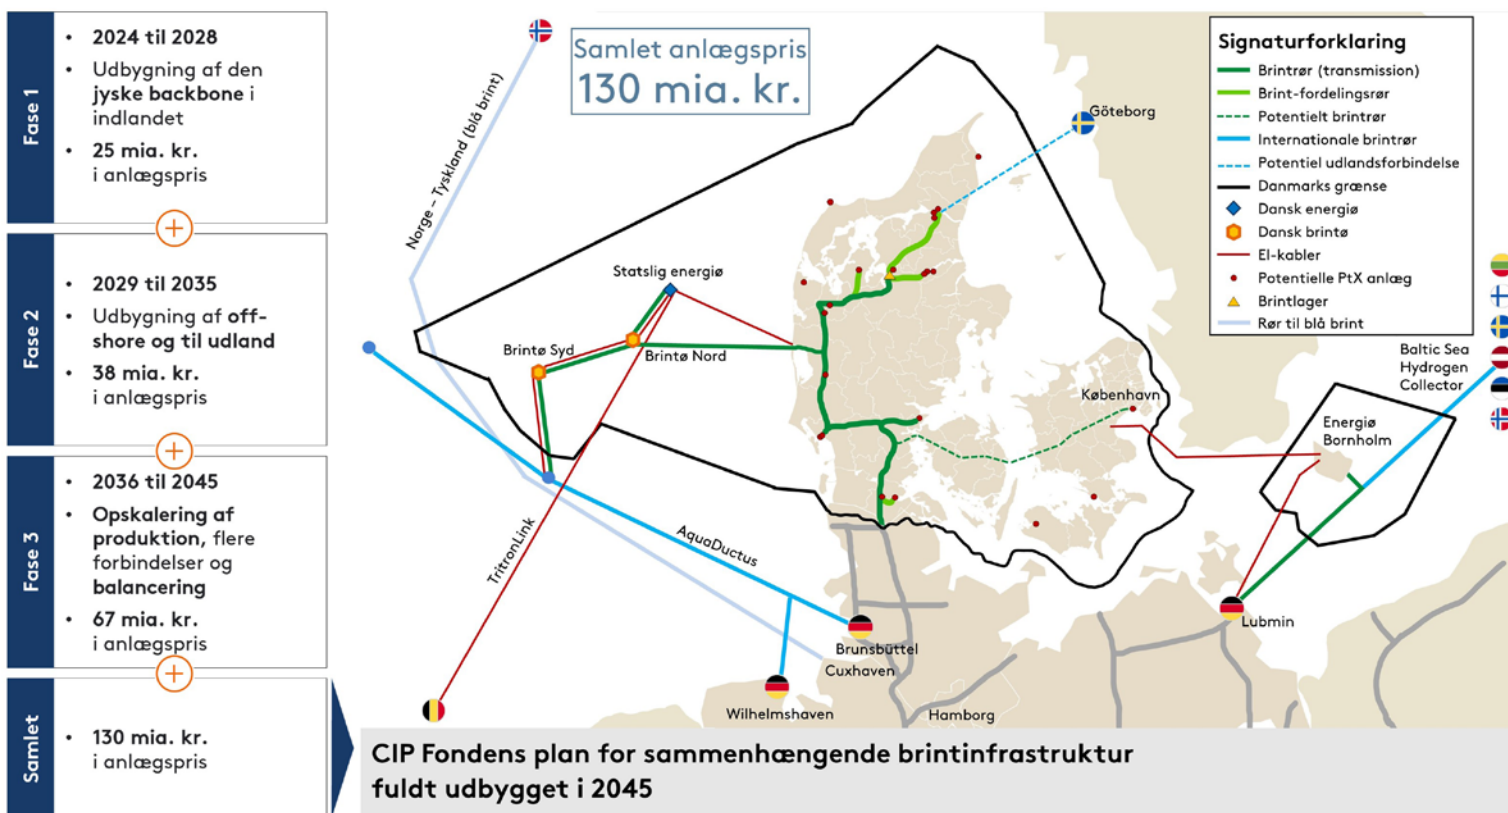 Fase 1
• 2024 til 2028
• Udbygning af den
jyske backbone i
indlandet
• 25 mia. kr.
i anlægspris
Fase 2
• 2029 til 2035
• Udbygning af off-
shore og til udland
• 38 mia. kr.
i anlægspris
Fase 3
• 2036 til 2045
• Opskalering af
produktion, flere
forbindelser og
balancering
• 67 mia. kr.
i anlægspris
Samlet
• 130 mia. kr.
i anlægspris
Samlet anlægspris
130 mia. kr.
Norge – Tyskland (blå brint)
Göteborg
Statslig energiø
Brintø Syd
Brintø Nord
København
TritronLink
AquaDuctus
Brunsbüttel
Cuxhaven
Wilhelmshaven
Hamborg
Lubmin
Energiø
Bornholm
Baltic Sea
Hydrogen
Collector
Signaturforklaring
Brintrør (transmission)
Brint-fordelingsrør
Potentielt brintrør
Internationale brintrør
Potentiel udlandsforbindelse
Danmarks grænse
Dansk energiø
Dansk brintø
El-kabler
Potentielle PtX anlæg
Brintlager
Rør til blå brint
CIP Fondens plan for sammenhængende brintinfrastruktur
fuldt udbygget i 2045